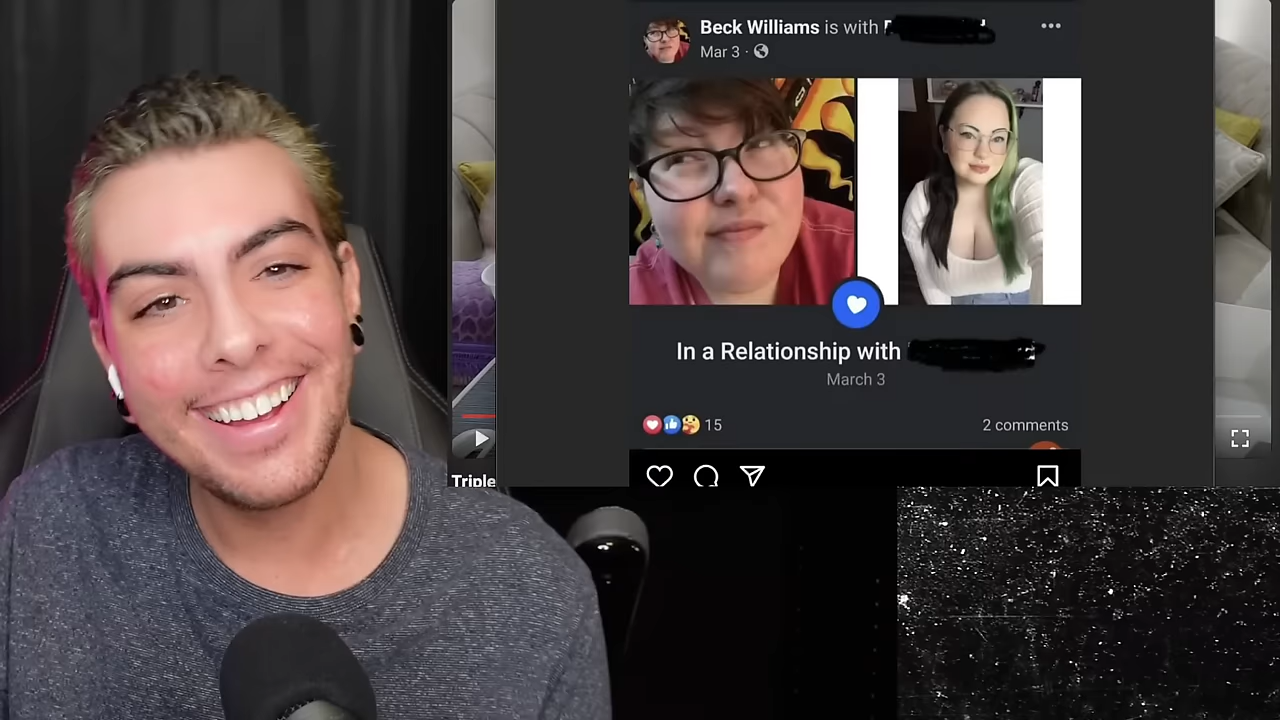 Beck Williams is with
Mar 3 ·
In a Relationship with
March 3
15
2 comments
Triple